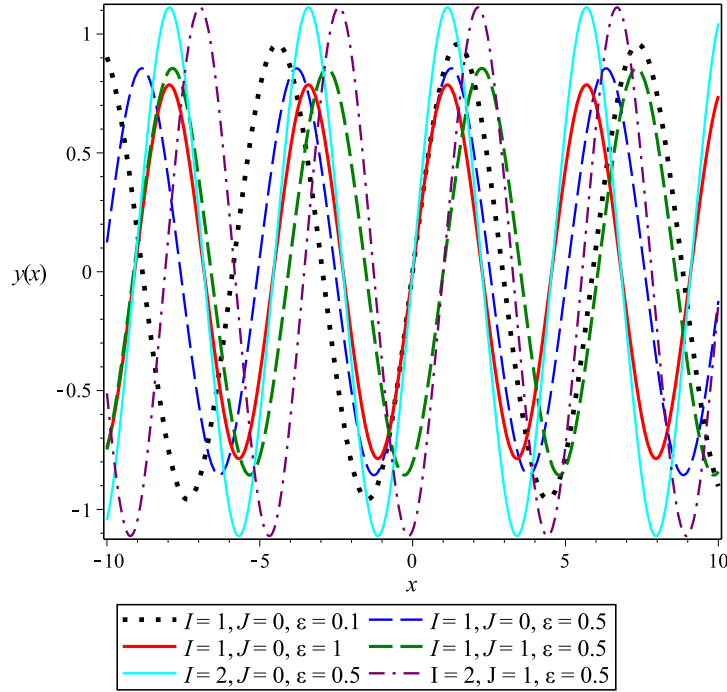 1
0.5
y(x)
0
−0.5
−1
−10
−5
0
5
10
x
I = 1, J = 0, ε = 0.1
I = 1, J = 0, ε = 0.5
I = 1, J = 0, ε = 1
I = 1, J = 1, ε = 0.5
I = 2, J = 0, ε = 0.5
I = 2, J = 1, ε = 0.5